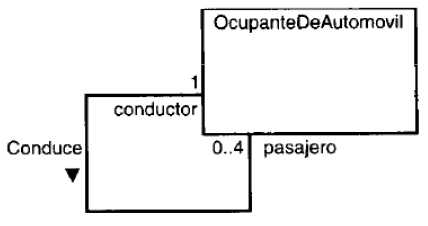 OcupanteDeAutomovil
1
conductor
Conduce
0..4 pasajero